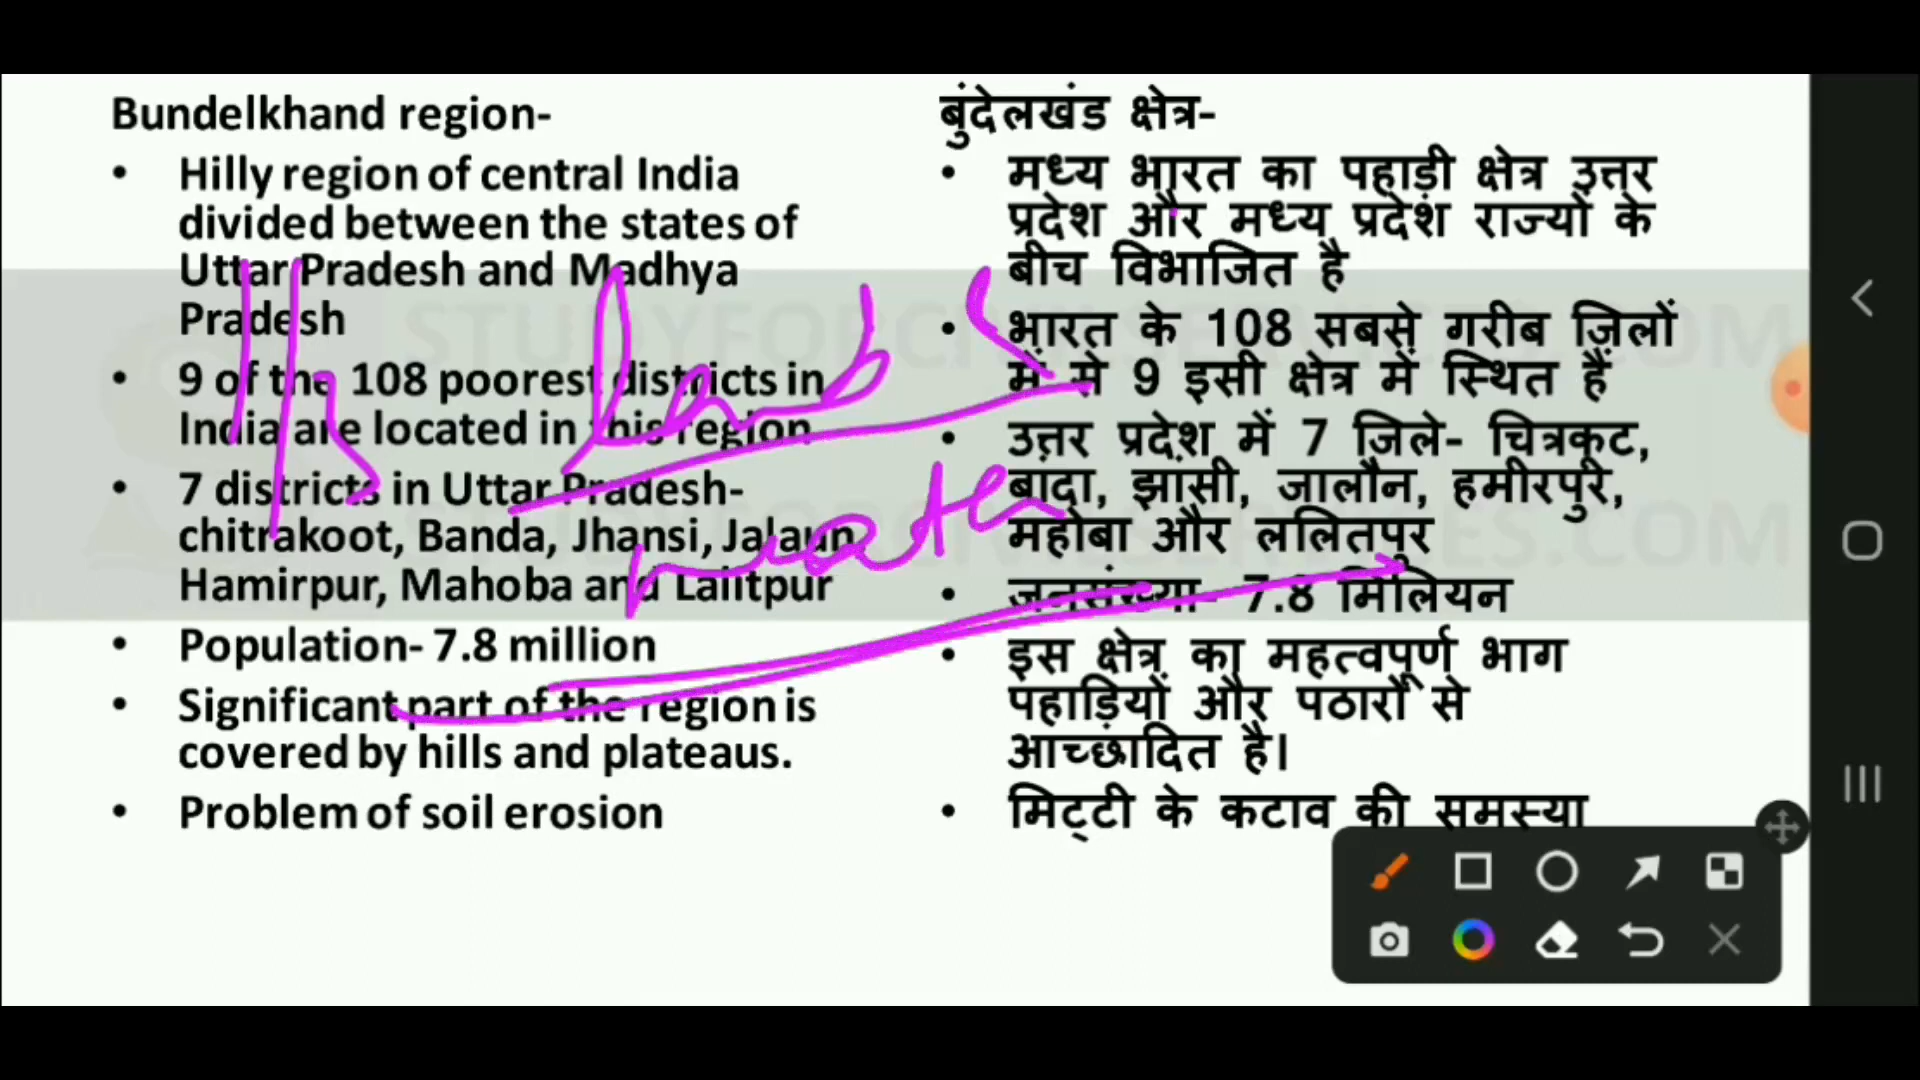 Bundelkhand region-
• Hilly region of central India
divided between the states of
Uttar Pradesh and Madhya
Pradesh
• 9 of the 108 poorest districts in
India are located in this region
• 7 districts in Uttar Pradesh-
chitrakoot, Banda, Jhansi, Jalaun,
Hamirpur, Mahoba and Lalitpur
• Population- 7.8 million
• Significant part of the region is
covered by hills and plateaus.
• Problem of soil erosion
बुंदेलखंड क्षेत्र-
• मध्य भारत का पहाड़ी क्षेत्र उत्तर
प्रदेश और मध्य प्रदेश राज्यों के
बीच विभाजित है
• भारत के 108 सबसे गरीब ज़िलों
में से 9 इसी क्षेत्र में स्थित हैं
• उत्तर प्रदेश में 7 जिले- चित्रकूट,
बांदा, झांसी, जालौन, हमीरपुर,
महोबा और ललितपुर
• जनसंख्या- 7.8 मिलियन
• इस क्षेत्र का महत्वपूर्ण भाग
पहाड़ियों और पठारों से
आच्छादित है।
• मिट्टी के कटाव की समस्या